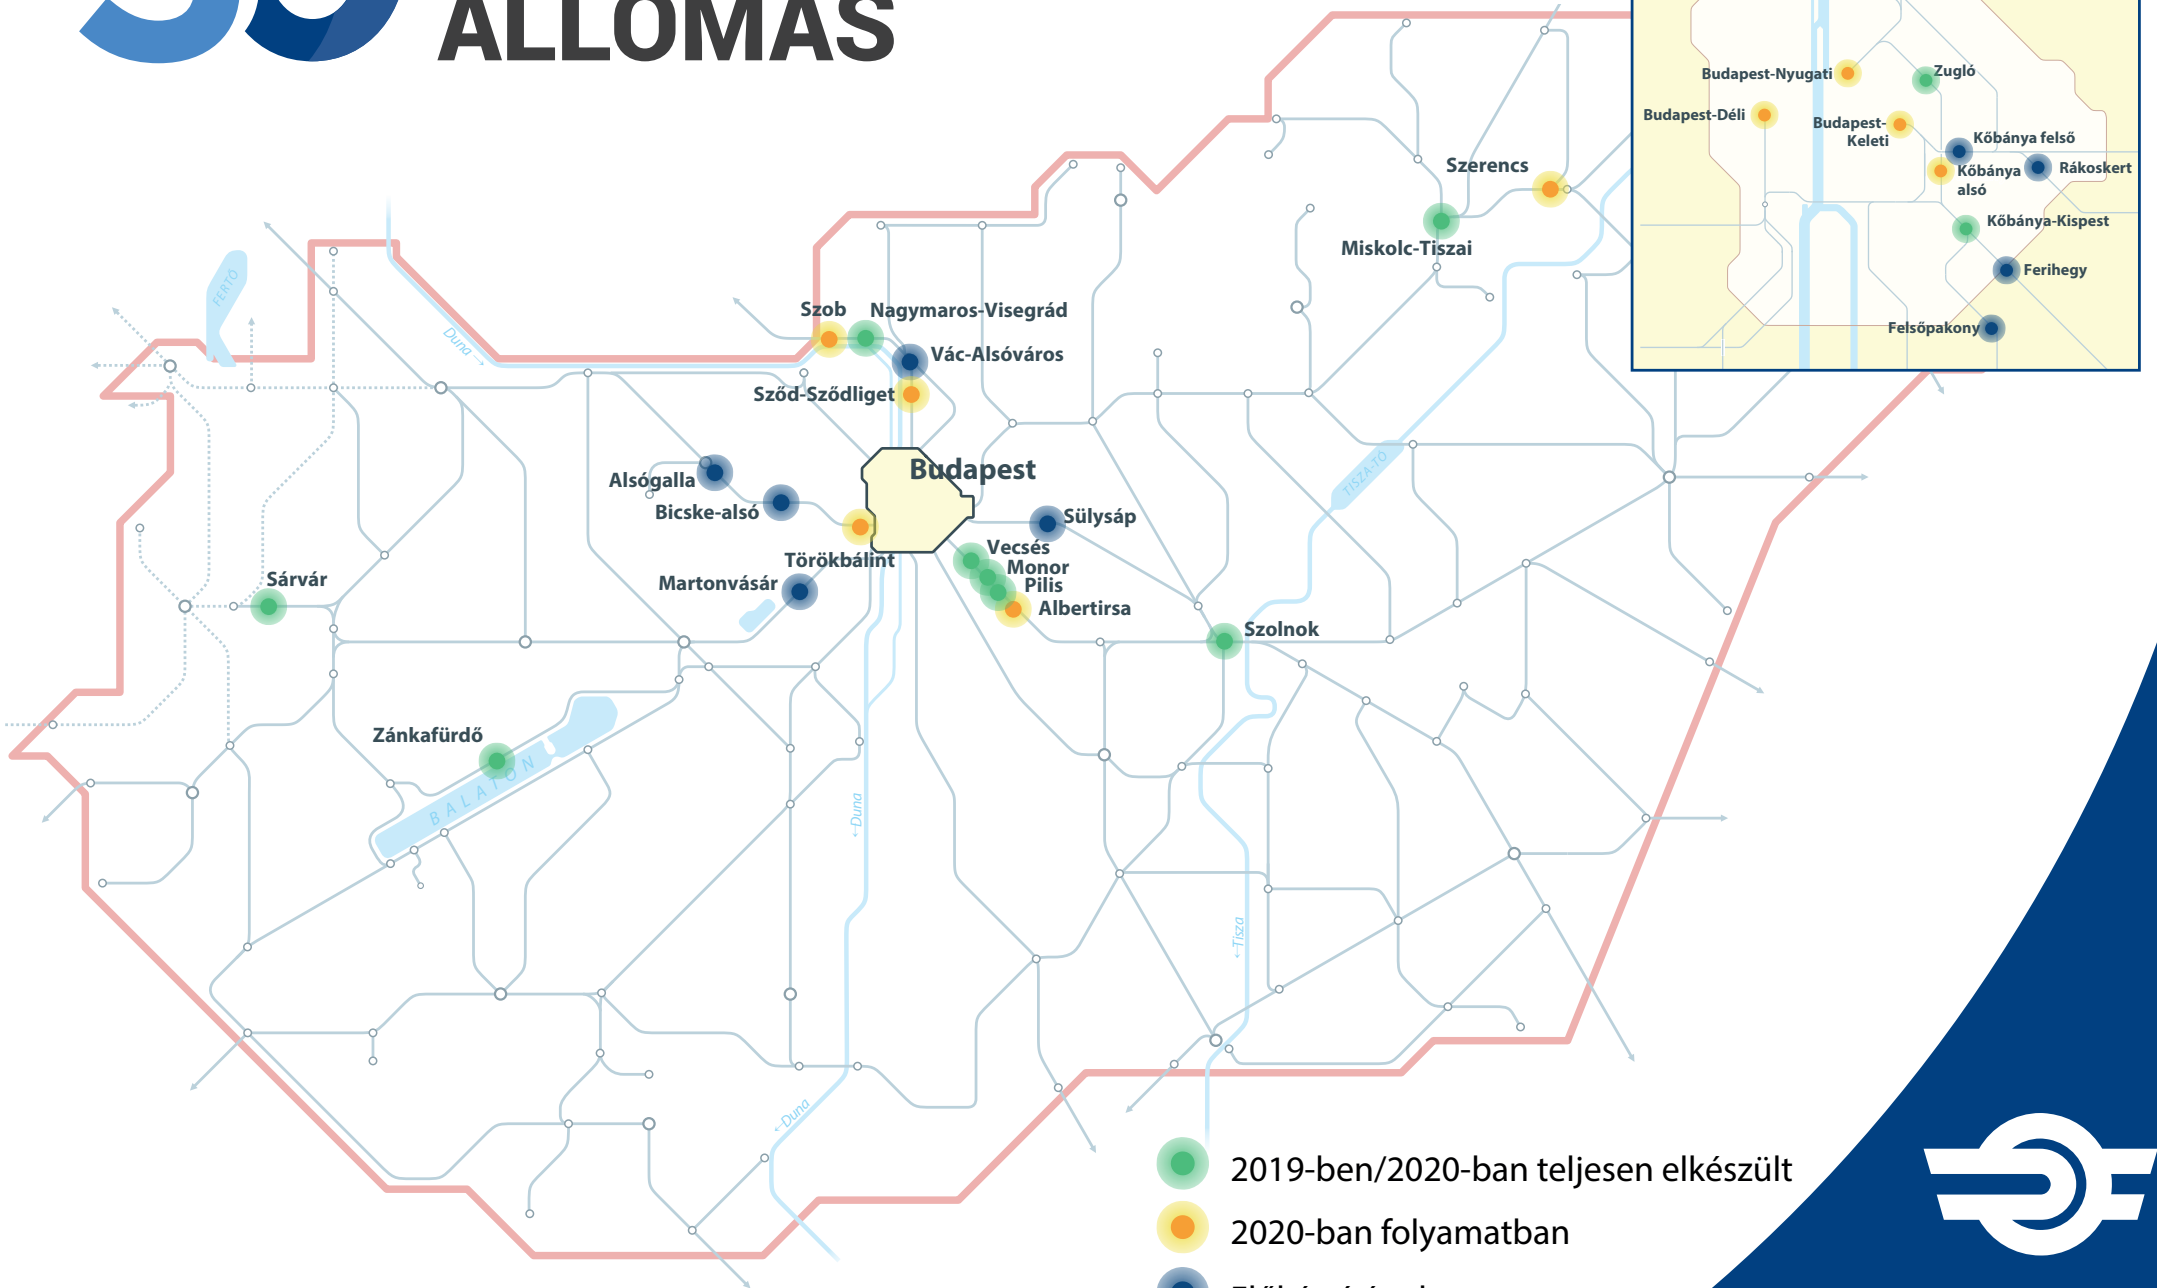 ÁLLOMÁS
Budapest-Nyugati
Zugló
Budapest-Déli
Budapest-
Keleti
Kőbánya felső
Kőbánya
alsó
Rákoskert
Kőbánya-Kispest
Ferihegy
Felsőpakony
Szerencs
Miskolc-Tiszai
FERTŐ
Duna →
Szob
Nagymaros-Visegrád
Vác-Alsóváros
Sződ-Sződliget
Budapest
TISZA-TÓ
Alsógalla
Bicske-alsó
Sülysáp
Törökbálint
Vecsés
Monor
Pilis
Albertirsa
Martonvásár
Sárvár
Szolnok
Zánkafürdő
BALATON
←Duna
←Tisza
←Duna
2019-ben/2020-ban teljesen elkészült
2020-ban folyamatban